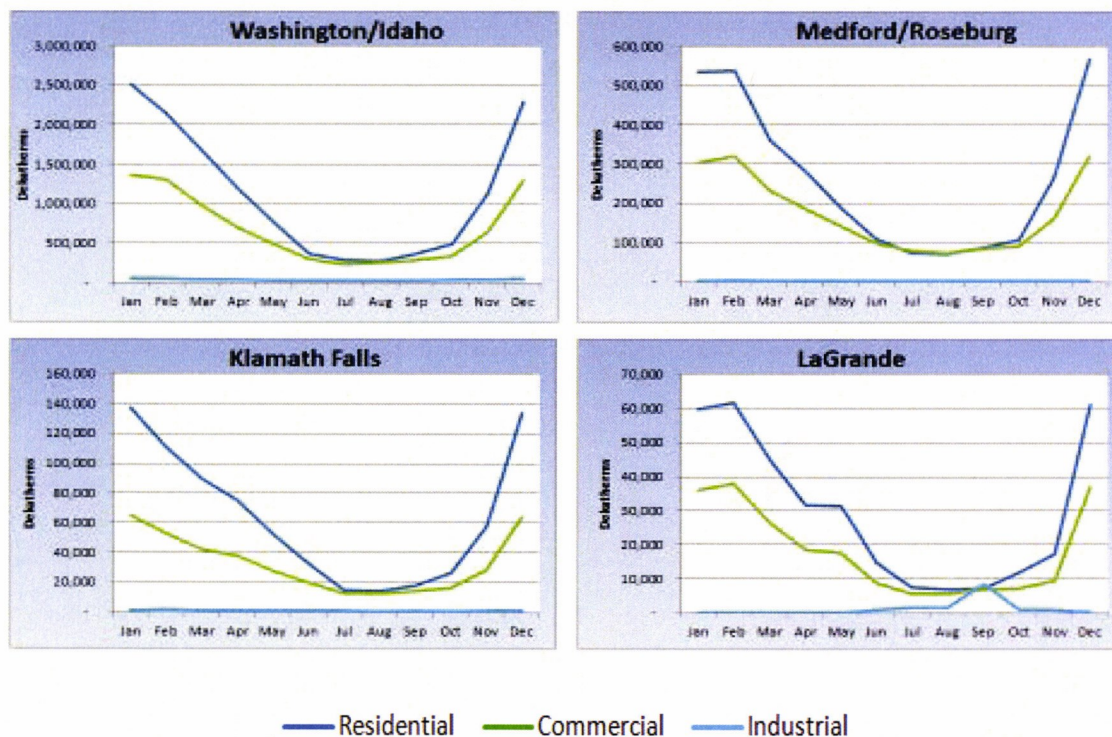 Washington/Idaho
Dekatherms
3,000,000
2,500,000
2,000,000
1,500,000
1,000,000
500,000
-
Jan Feb Mar Apr May Jun Jul Aug Sep Oct Nov Dec
Medford/Roseburg
Dekatherms
600,000
500,000
400,000
300,000
200,000
100,000
-
Jan Feb Mar Apr May Jun Jul Aug Sep Oct Nov Dec
Klamath Falls
Dekatherms
160,000
140,000
120,000
100,000
80,000
60,000
40,000
20,000
-
Jan Feb Mar Apr May Jun Jul Aug Sep Oct Nov Dec
LaGrande
Dekatherms
70,000
60,000
50,000
40,000
30,000
20,000
10,000
-
Jan Feb Mar Apr May Jun Jul Aug Sep Oct Nov Dec
Residential Commercial Industrial